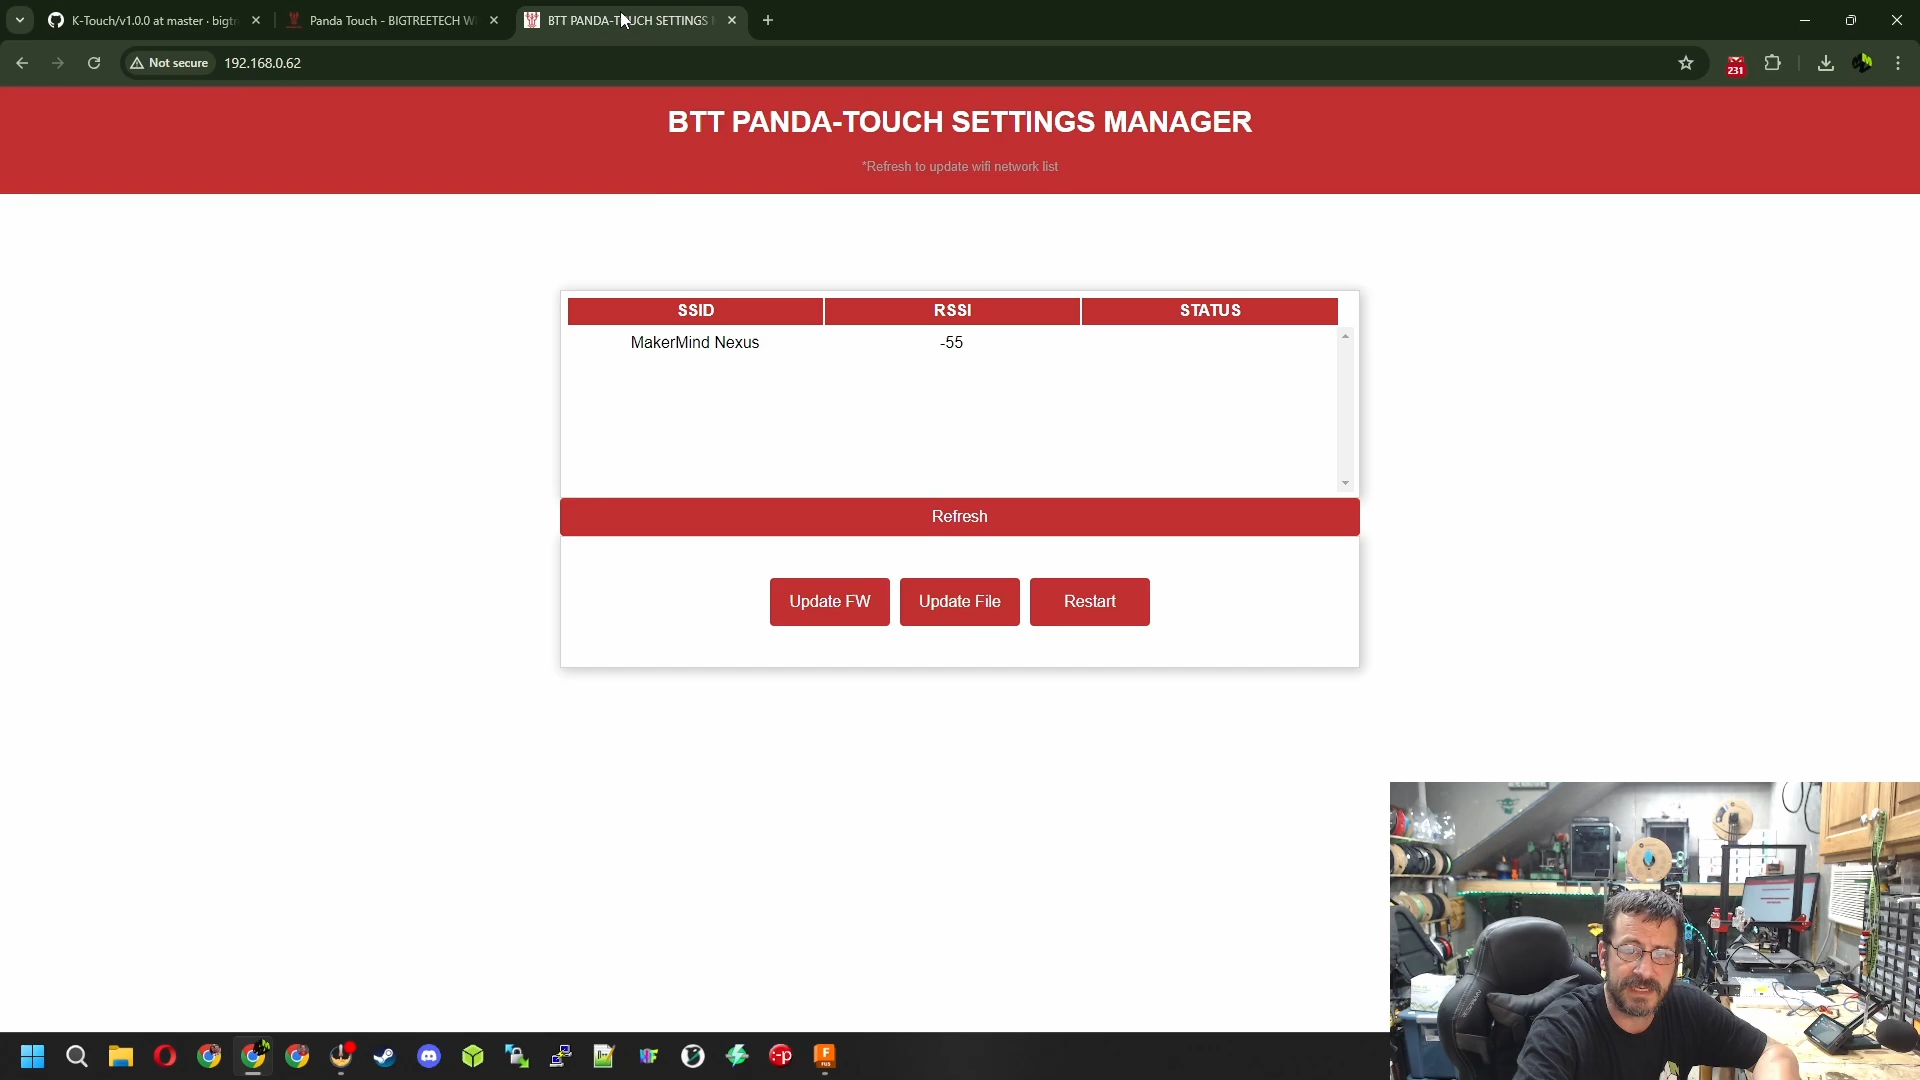 K-Touch/v1.0.0 at master · bigtr
Panda Touch - BIGTREETECH WI
BTT PANDA-TOUCH SETTINGS
Not secure
192.168.0.62
231
BTT PANDA-TOUCH SETTINGS MANAGER
*Refresh to update wifi network list
SSID
RSSI
STATUS
MakerMind Nexus
-55
Refresh
Update FW
Update File
Restart